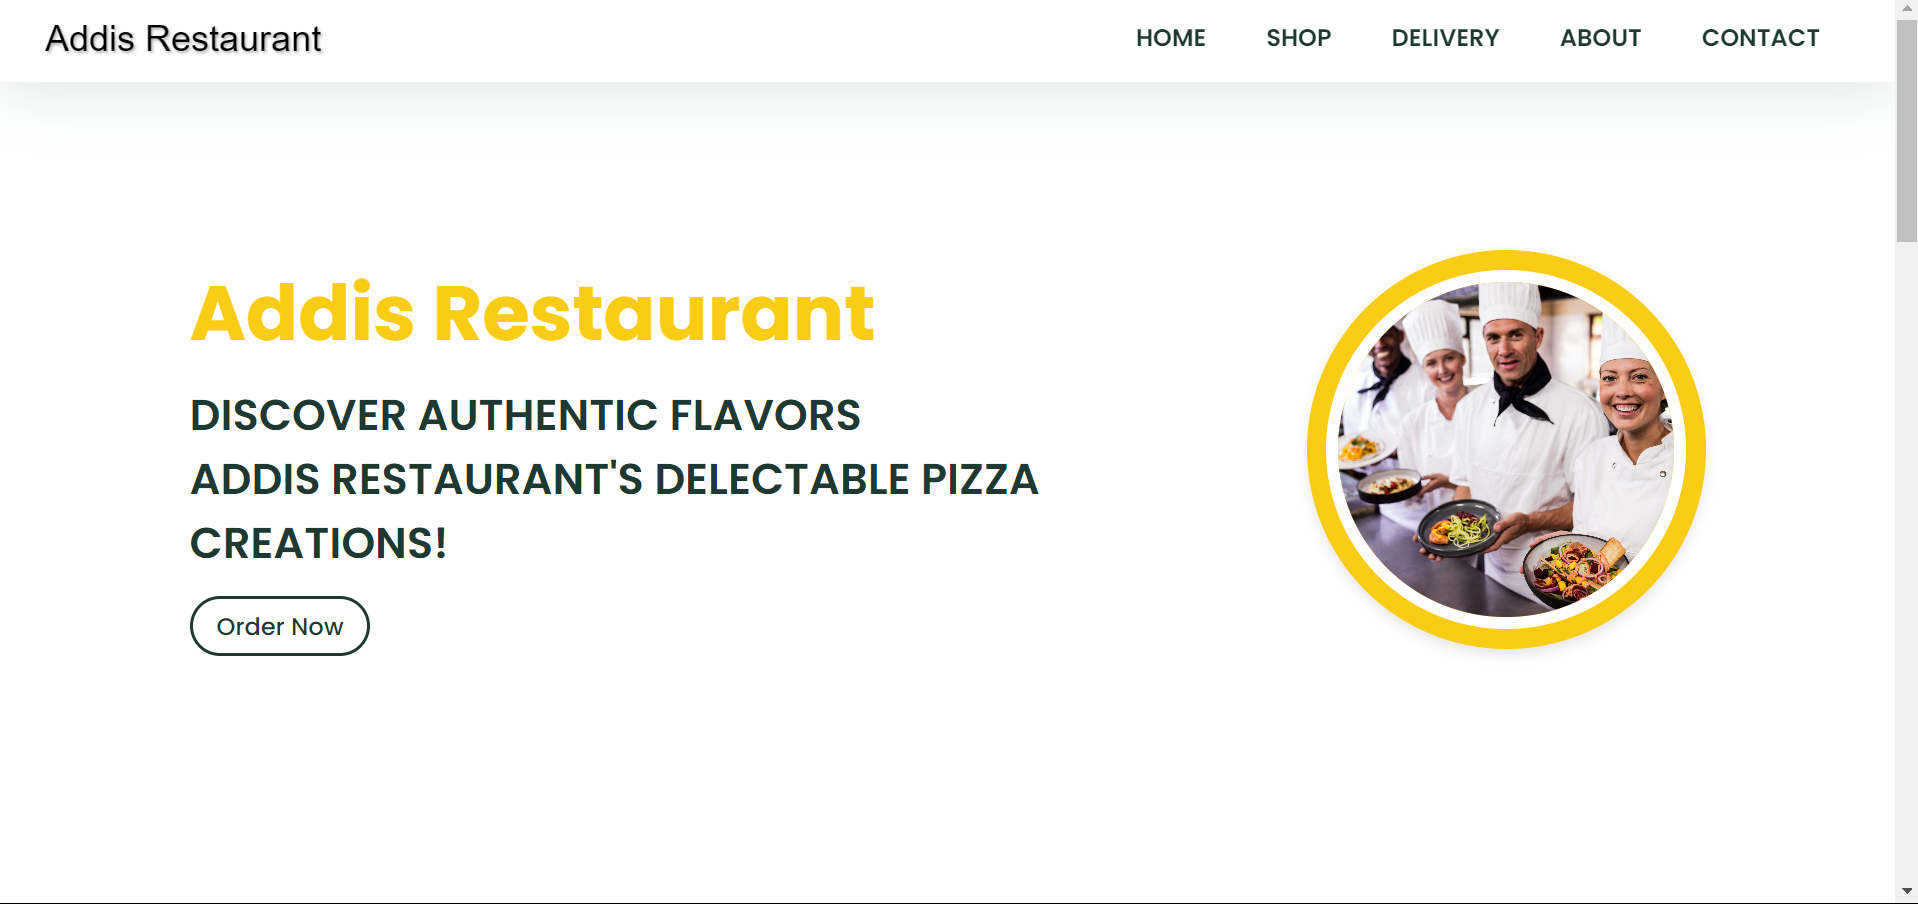 Addis Restaurant
HOME SHOP DELIVERY ABOUT CONTACT
Addis Restaurant
DISCOVER AUTHENTIC FLAVORS
ADDIS RESTAURANT'S DELECTABLE PIZZA
CREATIONS!
Order Now